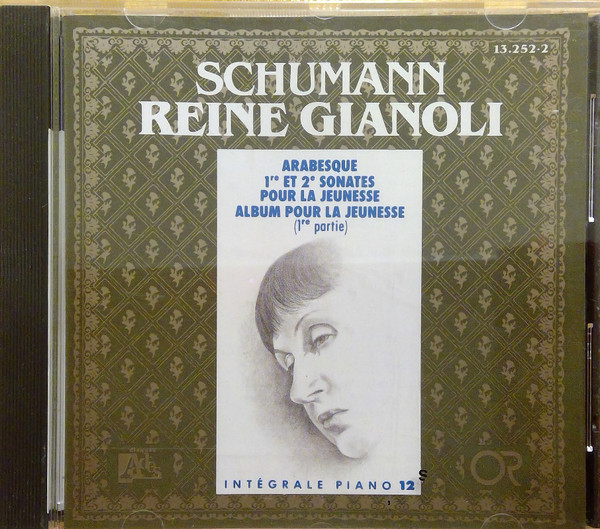 13.252-2
SCHUMANN
REINE GIANOLI
ARABESQUE
1re ET 2e SONATES
POUR LA JEUNESSE
ALBUM POUR LA JEUNESSE
(1re partie)
INTÉGRALE PIANO 12
S
OR